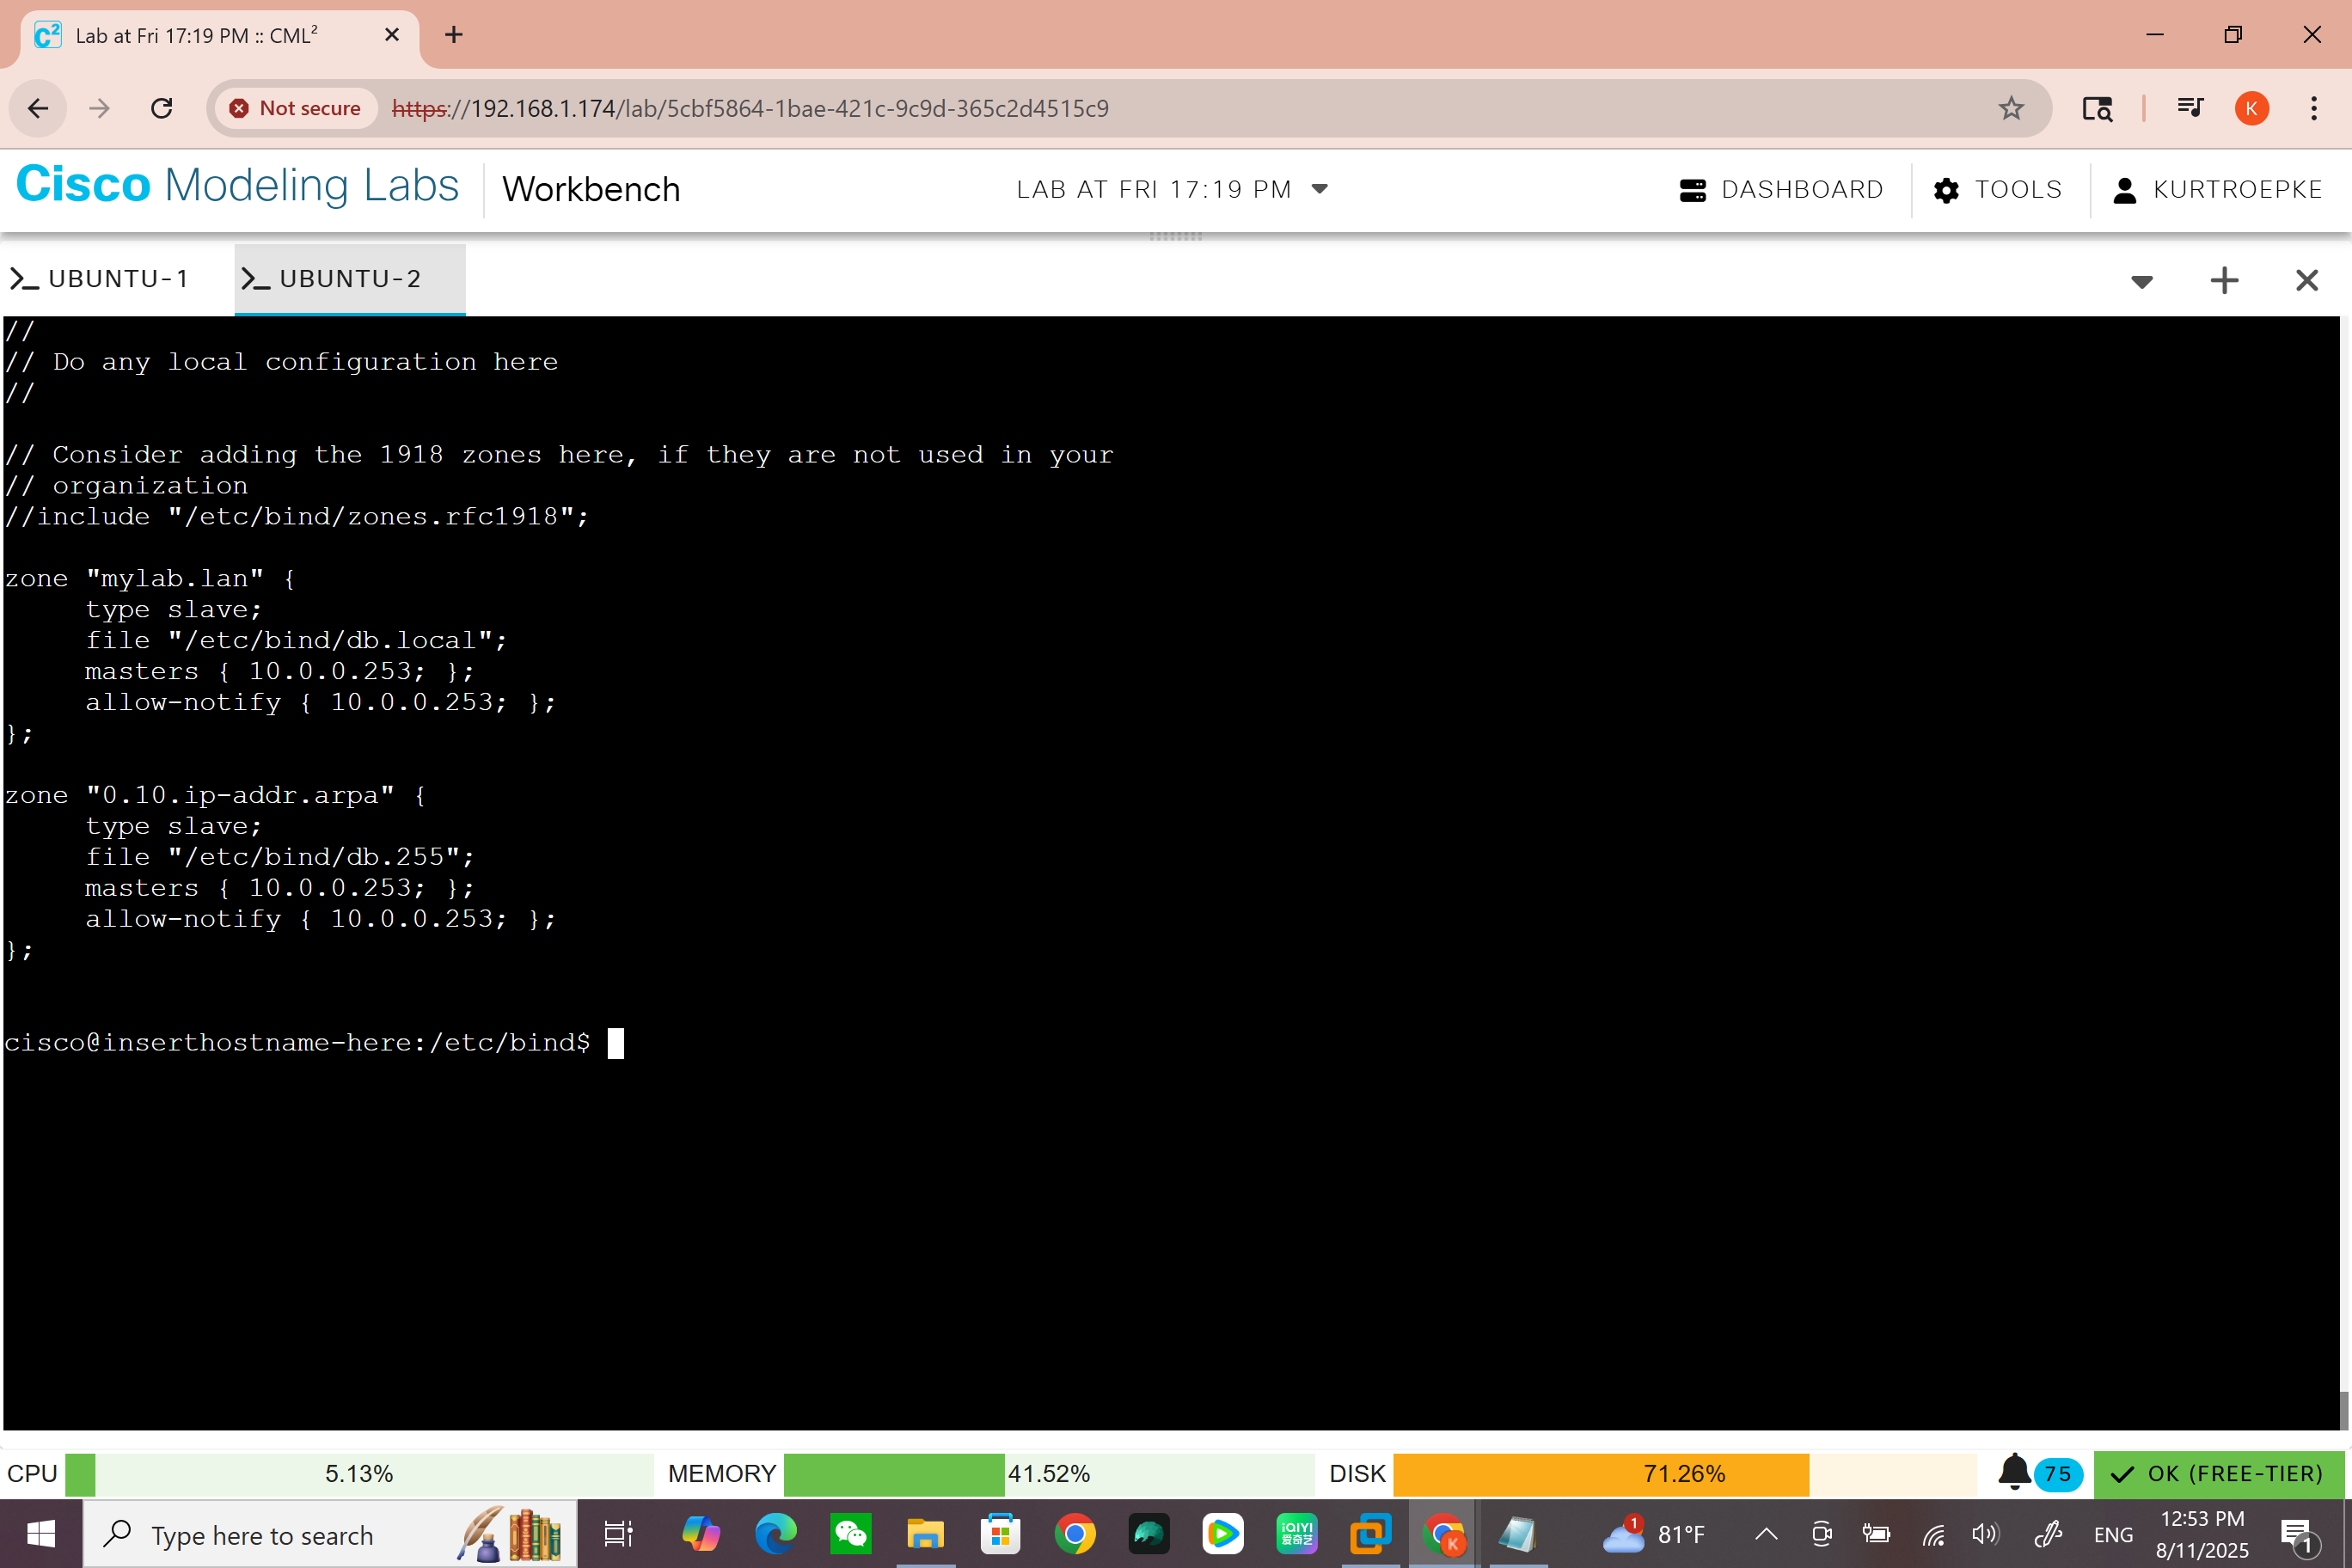 Lab at Fri 17:19 PM :: CML²
Not secure
https://192.168.1.174/lab/5cbf5864-1bae-421c-9c9d-365c2d4515c9
K
Cisco Modeling Labs
Workbench
LAB AT FRI 17:19 PM
DASHBOARD
TOOLS
KURTROEPKE
UBUNTU-1
UBUNTU-2
//
// Do any local configuration here
//
// Consider adding the 1918 zones here, if they are not used in your
// organization
//include "/etc/bind/zones.rfc1918";
zone "mylab.lan" {
type slave;
file "/etc/bind/db.local";
masters { 10.0.0.253; };
allow-notify { 10.0.0.253; };
};
zone "0.10.ip-addr.arpa" {
type slave;
file "/etc/bind/db.255";
masters { 10.0.0.253; };
allow-notify { 10.0.0.253; };
};
cisco@inserthostname-here:/etc/bind$
CPU 5.13% MEMORY 41.52% DISK 71.26% 75 OK (FREE-TIER)
Type here to search
iQIYI
爱奇艺
K
1
81°F
ENG
12:53 PM
8/11/2025
1